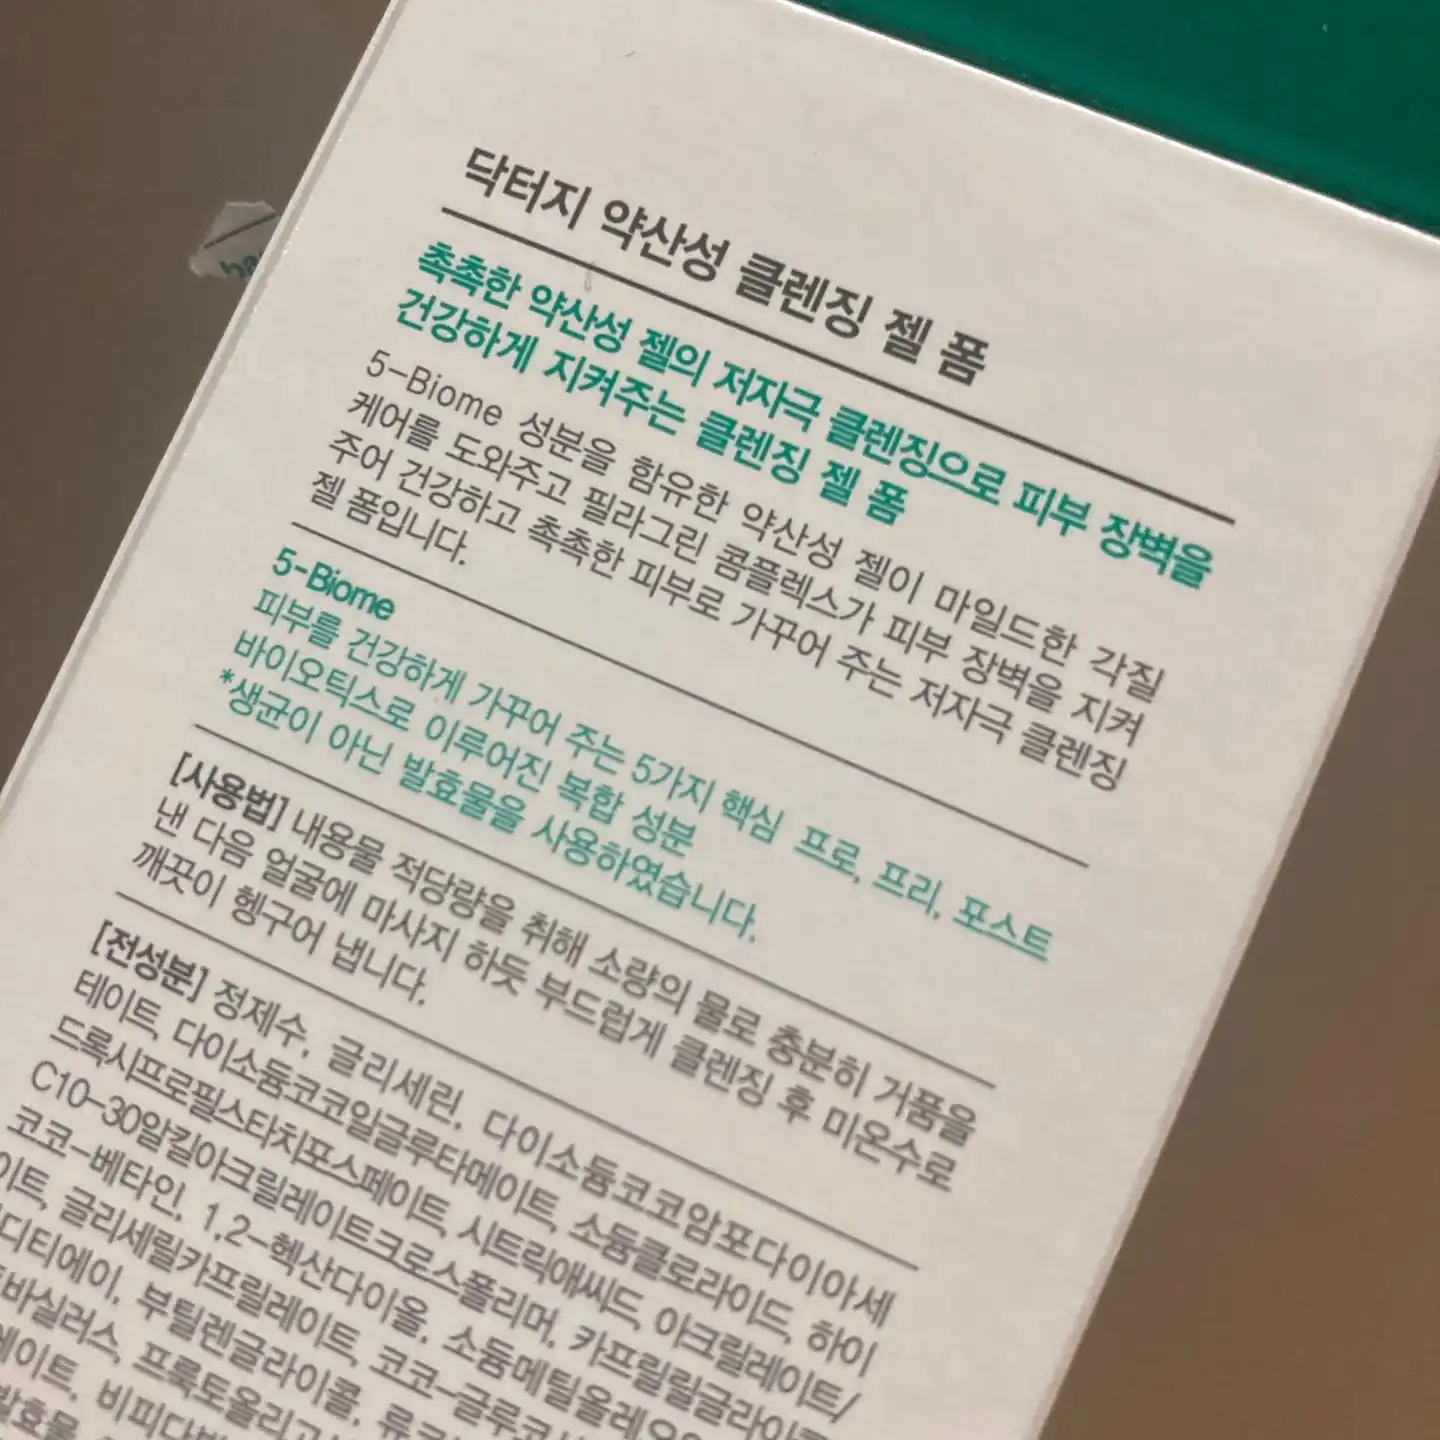 닥터지 약산성 클렌징 젤 폼
촉촉한 약산성 젤의 저자극 클렌징으로 피부 장벽을
건강하게 지켜주는 클렌징 젤 폼
5-Biome 성분을 함유한 약산성 젤이 마일드한 각질
케어를 도와주고 필라그린 콤플렉스가 피부 장벽을 지켜
주어 건강하고 촉촉한 피부로 가꾸어 주는 저자극 클렌징
젤 폼입니다.
5-Biome
피부를 건강하게 가꾸어 주는 5가지 핵심 프로, 프리, 포스트
바이오틱스로 이루어진 복합 성분
*생균이 아닌 발효물을 사용하였습니다.
[사용법] 내용물 적당량을 취해 소량의 물로 충분히 거품을
낸 다음 얼굴에 마사지 하듯 부드럽게 클렌징 후 미온수로
깨끗이 헹구어 냅니다.
[전성분] 정제수, 글리세린, 다이소듐코코암포다이아세
테이트, 다이소듐코코일글루타메이트, 소듐클로라이드, 하이
드록시프로필스타치포스페이트, 시트릭애씨드, 아크릴레이트/
C10-30알킬아크릴레이트크로스폴리머, 카프릴릴글라이콜
코코-베타인, 1,2-헥산다이올, 소듐메틸올레오
이트, 글리세릴카프릴레이트, 코코-글루코
디티에이, 부틸렌글라이콜,
바실러스, 프룩토올리고
에이트, 비피다
발효물